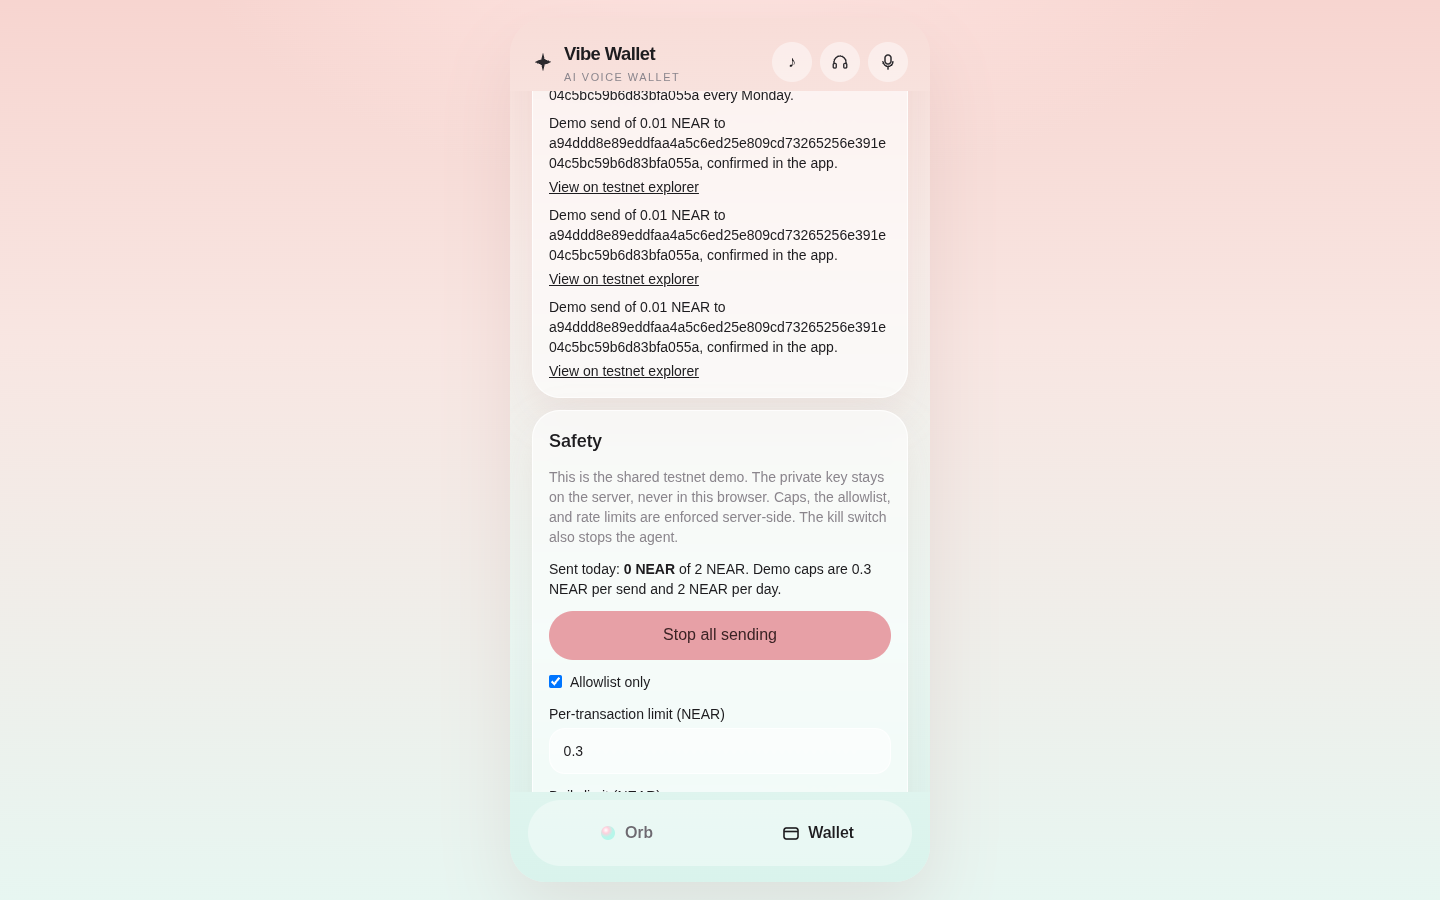 Vibe Wallet
AI VOICE WALLET
04c5bc59b6d83bfa055a every Monday.
Demo send of 0.01 NEAR to
a94ddd8e89eddfaa4a5c6ed25e809cd73265256e391e
04c5bc59b6d83bfa055a, confirmed in the app.
View on testnet explorer
Demo send of 0.01 NEAR to
a94ddd8e89eddfaa4a5c6ed25e809cd73265256e391e
04c5bc59b6d83bfa055a, confirmed in the app.
View on testnet explorer
Demo send of 0.01 NEAR to
a94ddd8e89eddfaa4a5c6ed25e809cd73265256e391e
04c5bc59b6d83bfa055a, confirmed in the app.
View on testnet explorer
Safety
This is the shared testnet demo. The private key stays
on the server, never in this browser. Caps, the allowlist,
and rate limits are enforced server-side. The kill switch
also stops the agent.
Sent today: 0 NEAR of 2 NEAR. Demo caps are 0.3
NEAR per send and 2 NEAR per day.
Stop all sending
Allowlist only
Per-transaction limit (NEAR)
0.3
Orb
Wallet